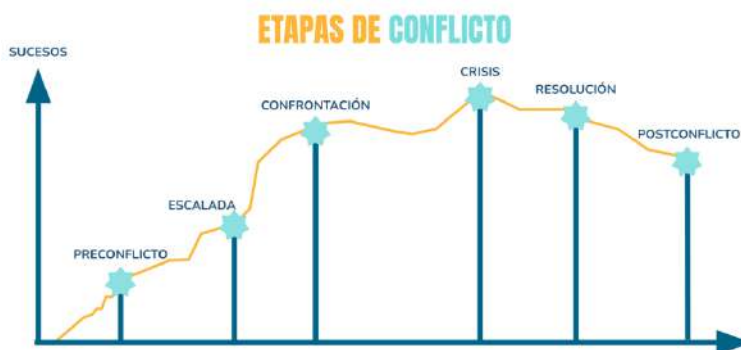 ETAPAS DE CONFLICTO
SUCESOS
PRECONFLICTO
ESCALADA
CONFRONTACIÓN
CRISIS
RESOLUCIÓN
POSTCONFLICTO